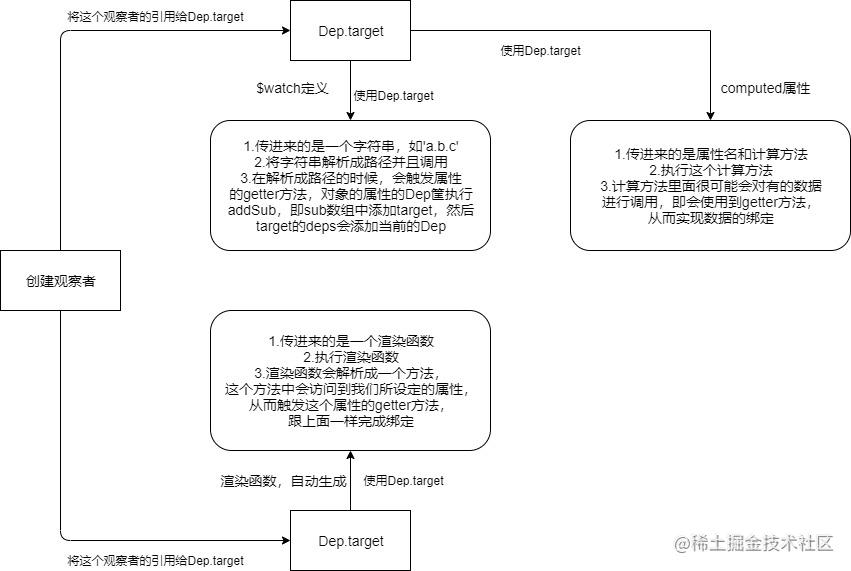 将这个观察者的引用给Dep.target
Dep.target
使用Dep.target
$watch定义
使用Dep.target
computed属性
1.传进来的是一个字符串，如'a.b.c'
2.将字符串解析成路径并且调用
3.在解析成路径的时候，会触发属性
的getter方法，对象的属性的Dep筐执行
addSub，即sub数组中添加target，然后
target的deps会添加当前的Dep
1.传进来的是属性名和计算方法
2.执行这个计算方法
3.计算方法里面很可能会对有的数据
进行调用，即会使用到getter方法，
从而实现数据的绑定
创建观察者
1.传进来的是一个渲染函数
2.执行渲染函数
3.渲染函数会解析成一个方法，
这个方法中会访问到我们所设定的属性，
从而触发这个属性的getter方法，
跟上面一样完成绑定
渲染函数，自动生成
使用Dep.target
Dep.target
将这个观察者的引用给Dep.target
@稀土掘金技术社区